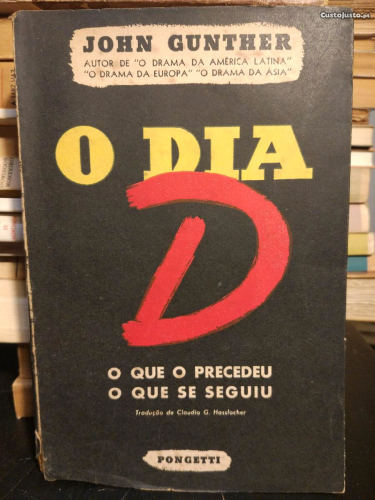 CustoJusto.pt
JOHN GUNTHER
AUTOR DE "O DRAMA DA AMÉRICA LATINA"
"O DRAMA DA EUROPA" "O DRAMA DA ASIA"
O DIA
D
O QUE O PRECEDEU
O QUE SE SEGUIU
Tradução de Claudio G. Hasslocher
PONGETTI